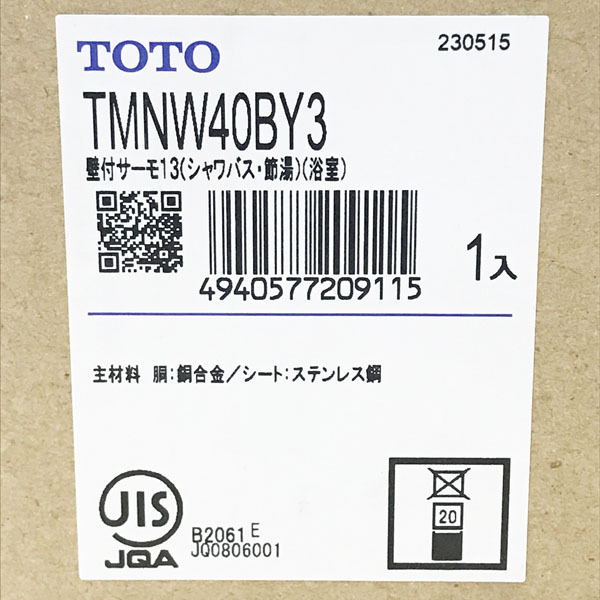 TOTO
230515
TMNW40BY3
壁付サーモ13(シャワバス・節湯)(浴室)
4940577209115
1入
主材料 胴:銅合金/シート:ステンレス鋼
JIS
JQA
B2061 E
JQ0806001
20